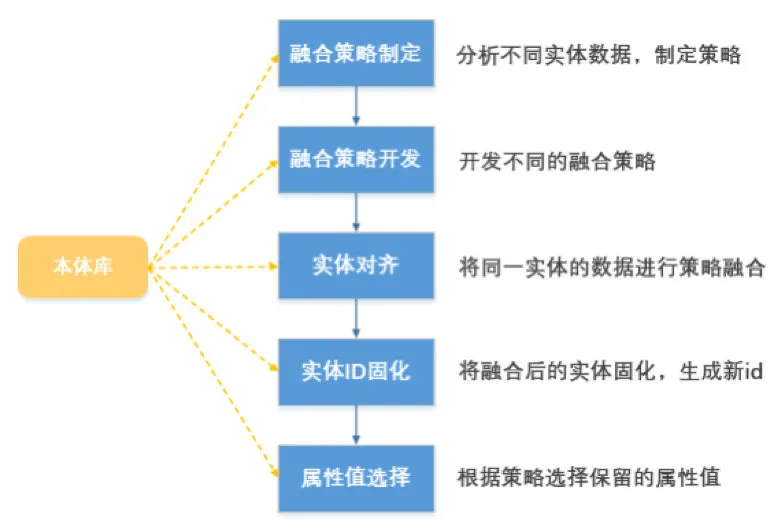 融合策略制定
分析不同实体数据，制定策略
融合策略开发
开发不同的融合策略
本体库
实体对齐
将同一实体的数据进行策略融合
实体ID固化
将融合后的实体固化，生成新id
属性值选择
根据策略选择保留的属性值